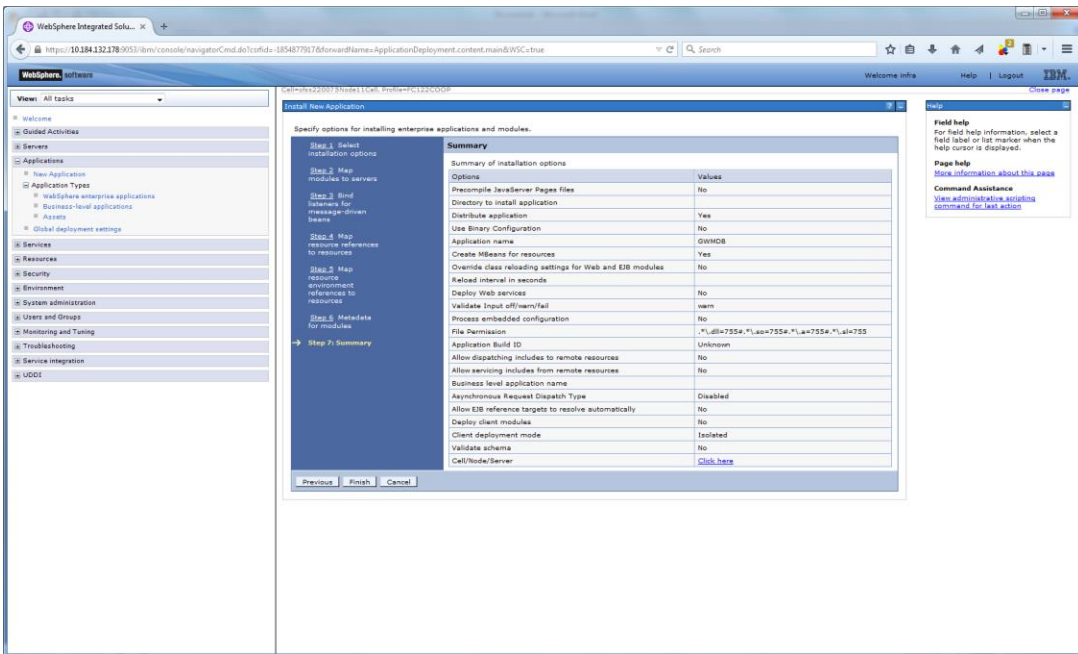 WebSphere Integrated Solu...
https://10.184.132.178:9053/ibm/console/navigatorCmd.do?csrfid=-1854877917&forwardName=ApplicationDeployment.content.main&WSC=true
Search
WebSphere. software
Welcome infra
Help | Logout
IBM.
View: All tasks
Welcome
Guided Activities
Servers
Applications
New Application
Application Types
WebSphere enterprise applications
Business-level applications
Assets
Global deployment settings
Services
Resources
Security
Environment
System administration
Users and Groups
Monitoring and Tuning
Troubleshooting
Service integration
UDDI
Close page
Install New Application
Specify options for installing enterprise applications and modules.
Step 1 Select
installation options
Step 2 Map
modules to servers
Step 3 Bind
listeners for
message-driven
beans
Step 4 Map
resource references
to resources
Step 5 Map
resource
environment
references to
resources
Step 6 Metadata
for modules
Step 7: Summary
Summary
Summary of installation options
Options Values
Precompile JavaServer Pages files No
Directory to install application
Distribute application Yes
Use Binary Configuration No
Application name GWMDB
Create MBeans for resources Yes
Override class reloading settings for Web and EJB modules No
Reload interval in seconds
Deploy Web services No
Validate Input off/warn/fail warn
Process embedded configuration No
File Permission .*\.dll=755#.*\.so=755#.*\.a=755#.*\.sl=755
Application Build ID Unknown
Allow dispatching includes to remote resources No
Allow servicing includes from remote resources No
Business level application name
Asynchronous Request Dispatch Type Disabled
Allow EJB reference targets to resolve automatically No
Deploy client modules No
Client deployment mode Isolated
Validate schema No
Cell/Node/Server Click here
Previous Finish Cancel
Help
Field help
For field help information, select a
field label or list marker when the
help cursor is displayed.
Page help
More information about this page
Command Assistance
View administrative scripting
command for last action